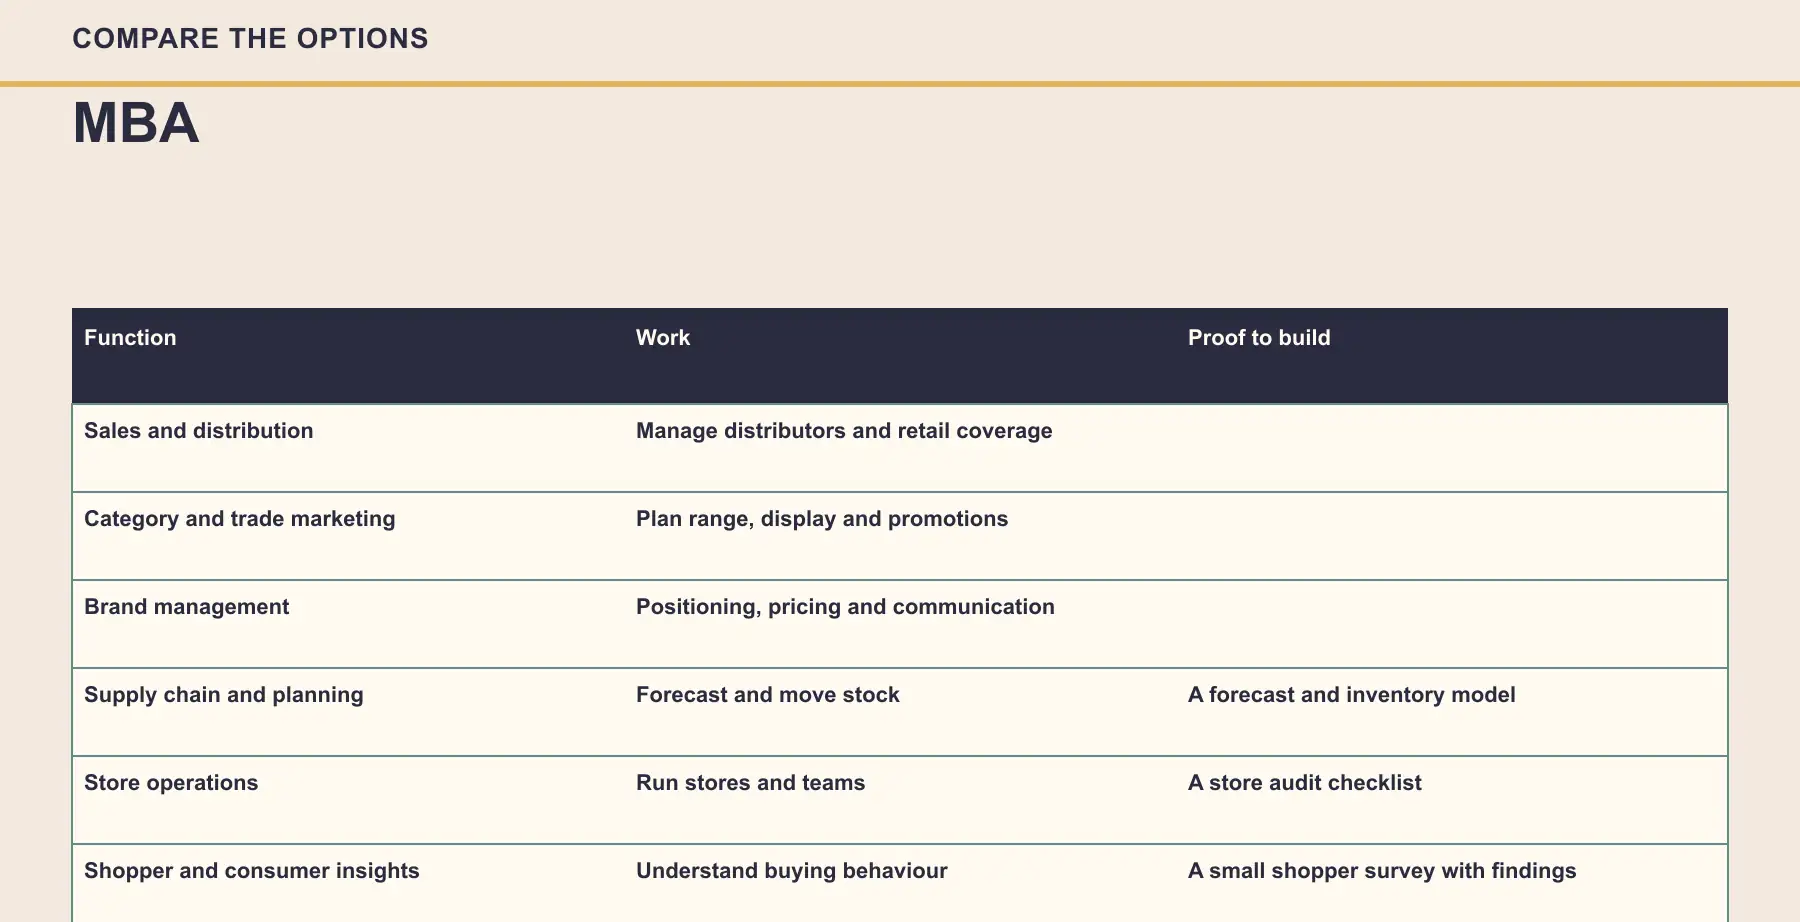 COMPARE THE OPTIONS
MBA
Function Work Proof to build
Sales and distribution Manage distributors and retail coverage
Category and trade marketing Plan range, display and promotions
Brand management Positioning, pricing and communication
Supply chain and planning Forecast and move stock A forecast and inventory model
Store operations Run stores and teams A store audit checklist
Shopper and consumer insights Understand buying behaviour A small shopper survey with findings